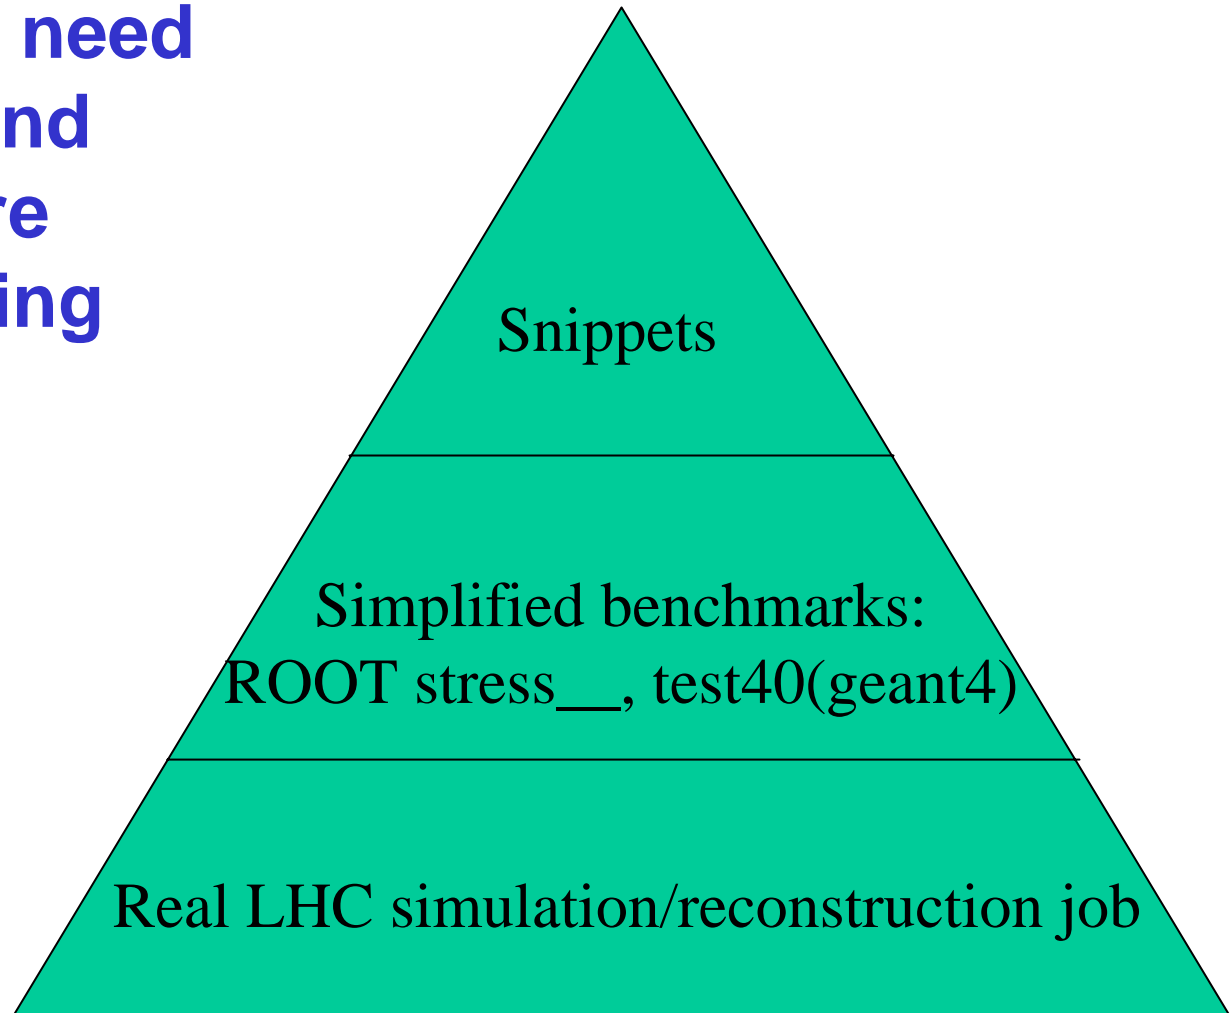 need
nd
re
ing
Snippets
Simplified benchmarks:
ROOT stress__, test40(geant4)
Real LHC simulation/reconstruction job